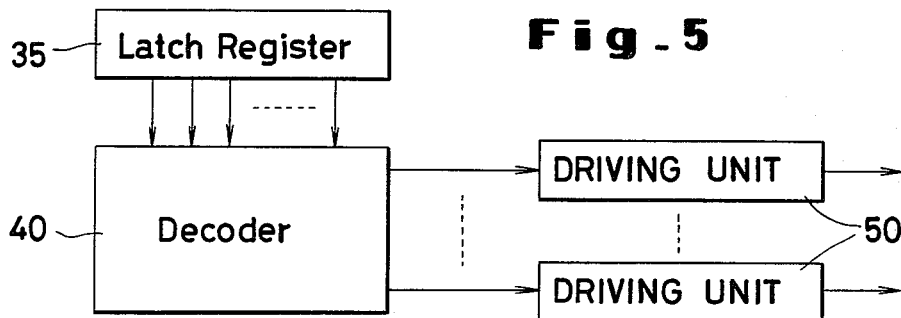 Fig. 5
35 Latch Register
DRIVING UNIT
40 Decoder
50
DRIVING UNIT